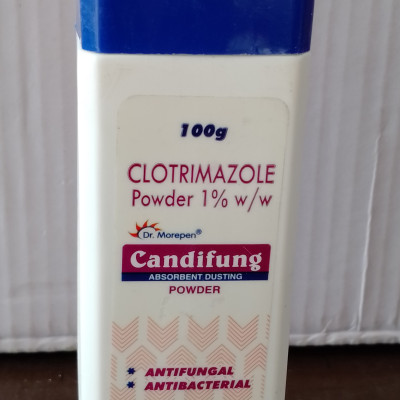 100g
CLOTRIMAZOLE
Powder 1% w/w
Dr. Morepen®
Candifung
ABSORBENT DUSTING
POWDER
* ANTIFUNGAL
* ANTIBACTERIAL